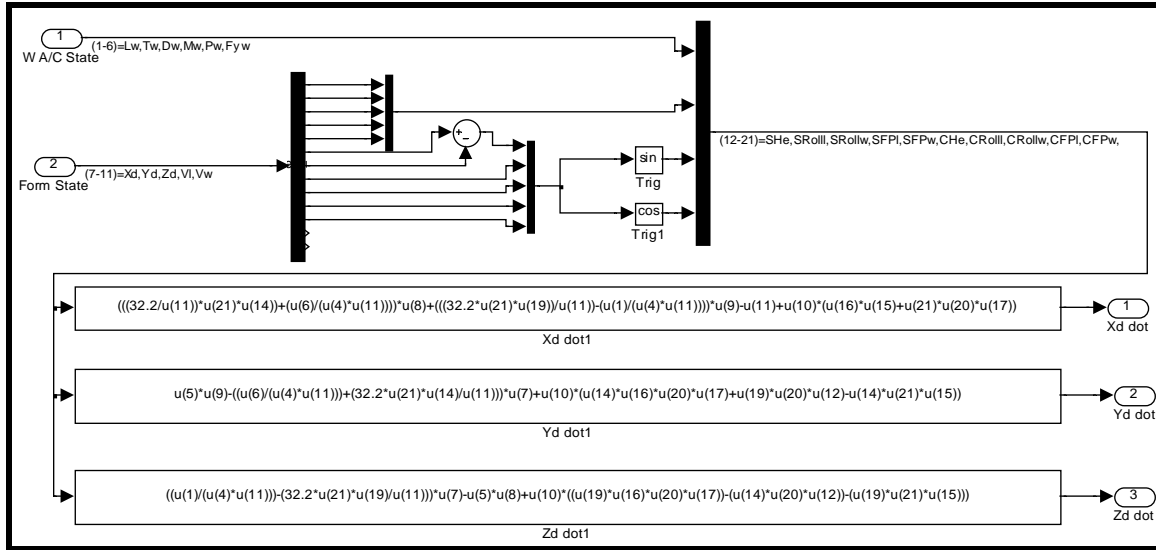 1
(1-6)=Lw,Tw,Dw,Mw,Pw,Fyw
W A/C State
+
−
(12-21)=SHe,SRolll,SRollw,SFPl,SFPw,CHe,CRolll,CRollw,CFPl,CFPw,
2
(7-11)=Xd,Yd,Zd,Vl,Vw
Form State
sin
Trig
cos
Trig1
(((32.2/u(11))*u(21)*u(14))+(u(6)/(u(4)*u(11))))*u(8)+(((32.2*u(21)*u(19))/u(11))-(u(1)/(u(4)*u(11))))*u(9)-u(11)+u(10)*(u(16)*u(15)+u(21)*u(20)*u(17))
1
Xd dot1
Xd dot
u(5)*u(9)-((u(6)/(u(4)*u(11)))+(32.2*u(21)*u(14)/u(11)))*u(7)+u(10)*(u(14)*u(16)*u(20)*u(17)+u(19)*u(20)*u(12)-u(14)*u(21)*u(15))
2
Yd dot1
Yd dot
((u(1)/(u(4)*u(11)))-(32.2*u(21)*u(19)/u(11)))*u(7)-u(5)*u(8)+u(10)*((u(19)*u(16)*u(20)*u(17))-(u(14)*u(20)*u(12))-(u(19)*u(21)*u(15)))
3
Zd dot1
Zd dot